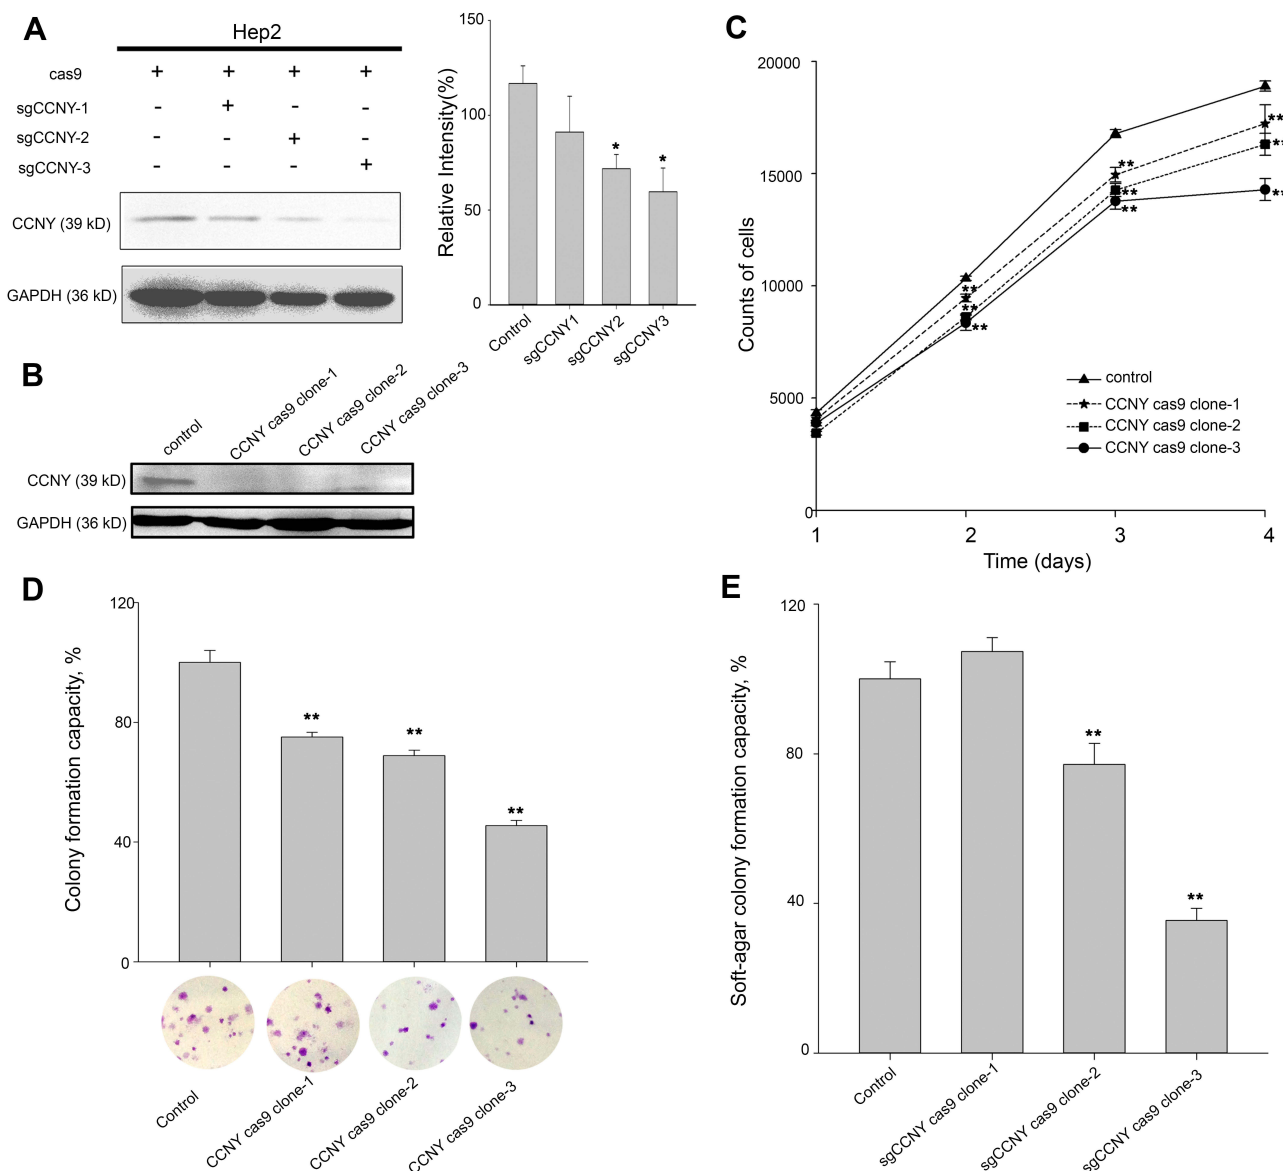 A
Hep2
cas9 + + + +
sgCCNY-1 - + - -
sgCCNY-2 - - + -
sgCCNY-3 - - - +
CCNY (39 kD)
GAPDH (36 kD)
Relative Intensity(%)
150
100
50
0
* *
Control sgCCNY1 sgCCNY2 sgCCNY3
B
control CCNY cas9 clone-1 CCNY cas9 clone-2 CCNY cas9 clone-3
CCNY (39 kD)
GAPDH (36 kD)
C
Counts of cells
20000
15000
10000
5000
0
** ** **
** ** **
** ** **
control
CCNY cas9 clone-1
CCNY cas9 clone-2
CCNY cas9 clone-3
1 2 3 4
Time (days)
D
Colony formation capacity, %
120
80
40
0
** ** **
Control CCNY cas9 clone-1 CCNY cas9 clone-2 CCNY cas9 clone-3
E
Soft-agar colony formation capacity, %
120
80
40
0
** **
Control sgCCNY cas9 clone-1 sgCCNY cas9 clone-2 sgCCNY cas9 clone-3